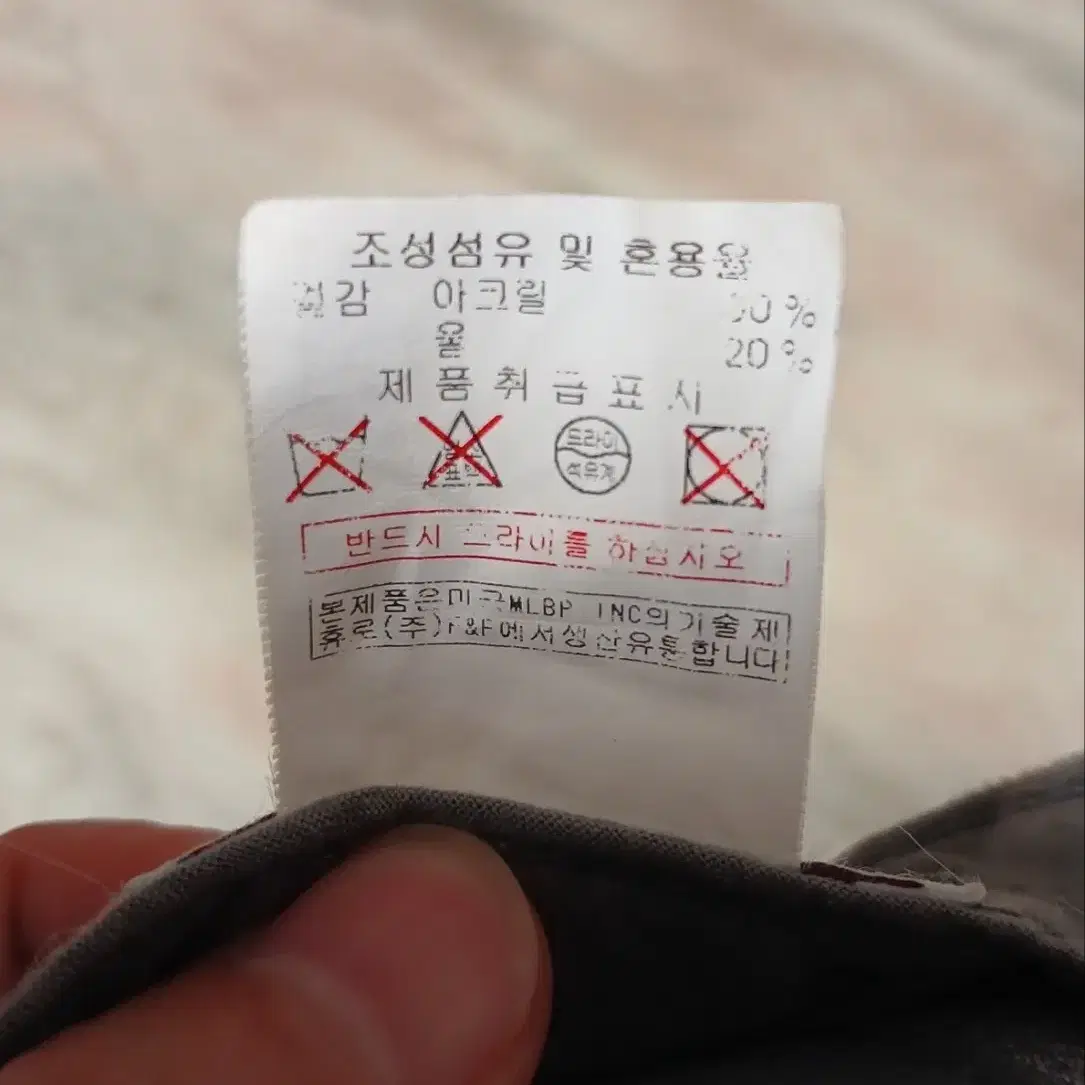 조성섬유 및 혼용율
겉감 아크릴 %
울 20 %
제품취급표시
드라이
석유계
반드시 드라이를 하십시오
본제품은미국MLBP INC의기술제
휴로(주)F&F에서생산유통합니다